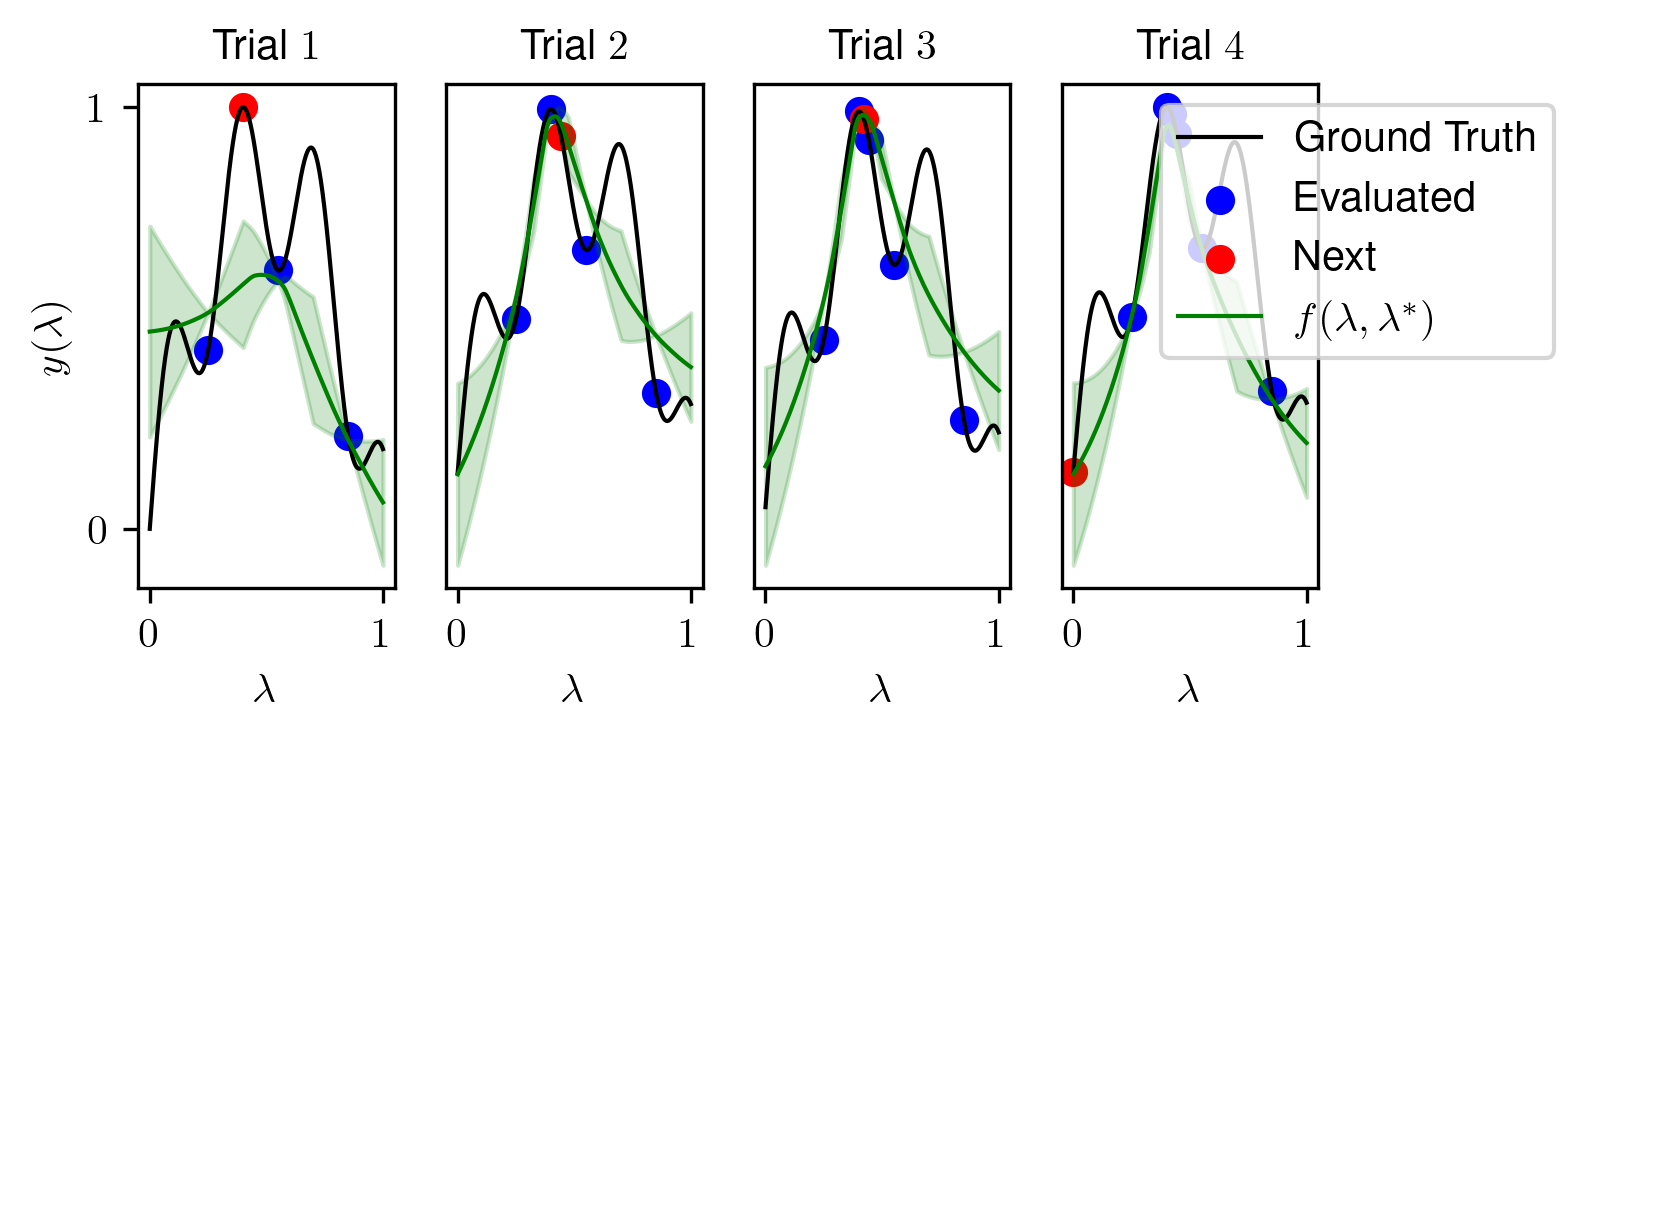 Trial 1 Trial 2 Trial 3 Trial 4
1
Ground Truth
Evaluated
Next
f(λ, λ*)
y(λ)
0
0 1 0 1 0 1 0 1
λ λ λ λ